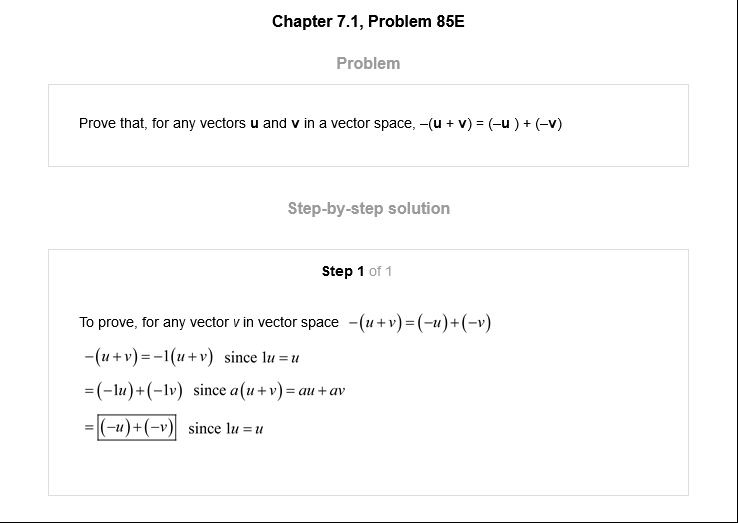 Chapter 7.1, Problem 85E
Problem
Prove that, for any vectors u and v in a vector space, –(u + v) = (–u ) + (–v)
Step-by-step solution
Step 1 of 1
To prove, for any vector v in vector space −(u+v)=(−u)+(−v)
−(u+v)=−1(u+v) since 1u=u
=(−1u)+(−1v) since a(u+v)=au+av
=(−u)+(−v) since 1u=u